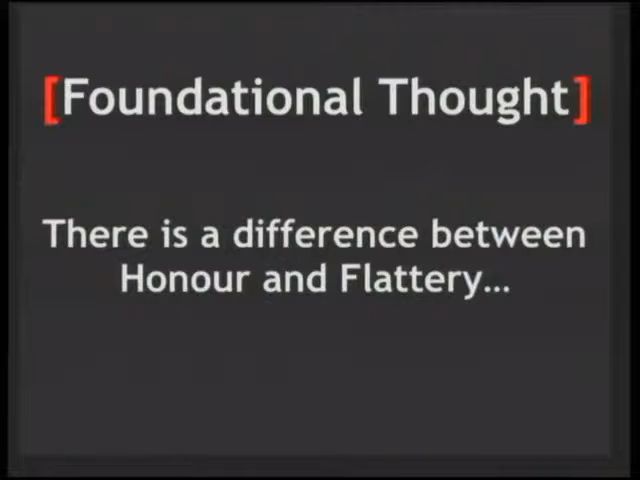 [Foundational Thought]
There is a difference between
Honour and Flattery...